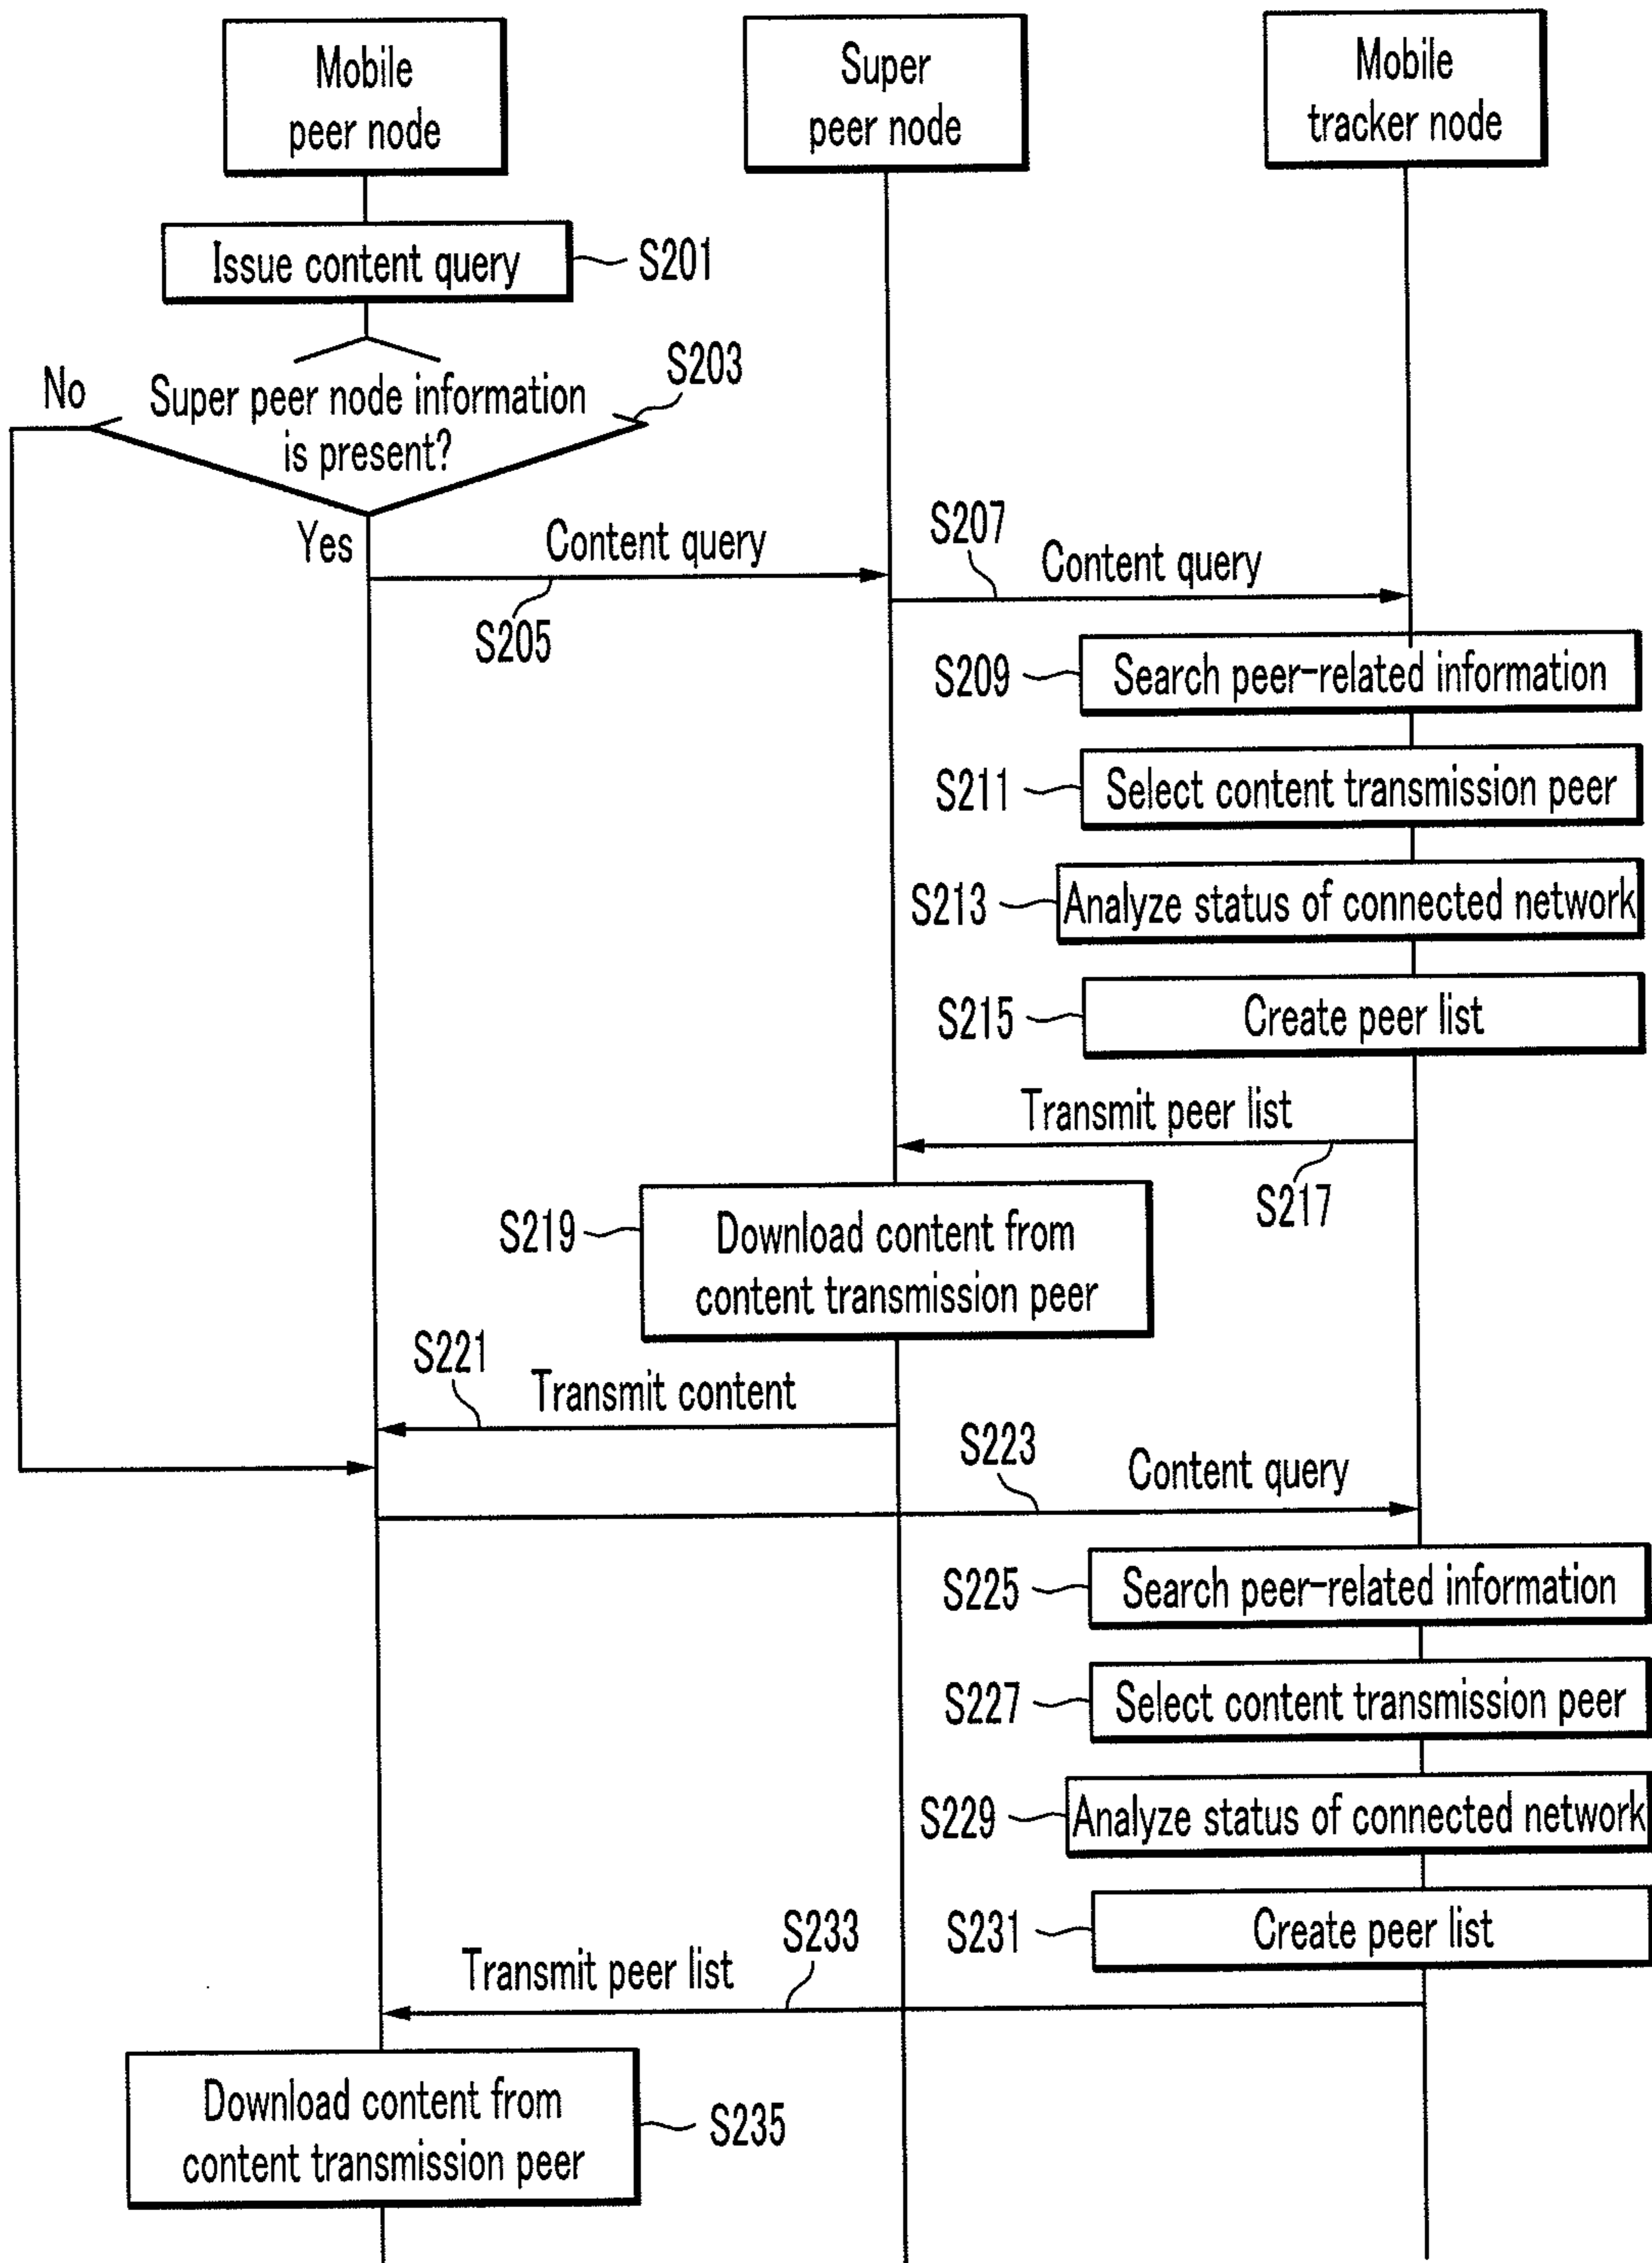 Mobile
peer node
Super
peer node
Mobile
tracker node
Issue content query
S201
S203
No
Super peer node information
is present?
Yes
Content query
S205
S207
Content query
S209
Search peer-related information
S211
Select content transmission peer
S213
Analyze status of connected network
S215
Create peer list
Transmit peer list
S217
S219
Download content from
content transmission peer
S221
Transmit content
S223
Content query
S225
Search peer-related information
S227
Select content transmission peer
S229
Analyze status of connected network
S231
Create peer list
S233
Transmit peer list
Download content from
content transmission peer
S235